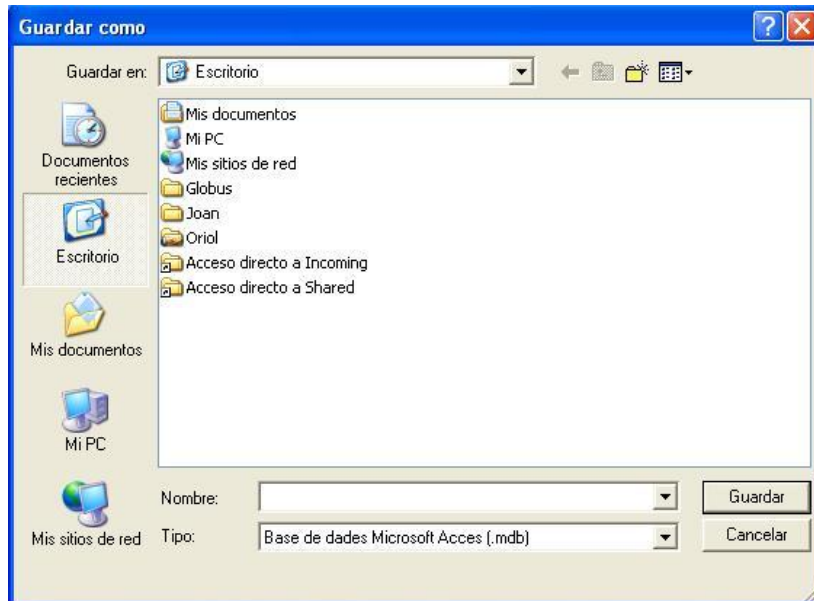 Guardar como
Guardar en:
Escritorio
Documentos
recientes
Escritorio
Mis documentos
Mi PC
Mis sitios de red
Mis documentos
Mi PC
Mis sitios de red
Globus
Joan
Oriol
Acceso directo a Incoming
Acceso directo a Shared
Nombre:
Guardar
Tipo:
Base de dades Microsoft Acces (.mdb)
Cancelar